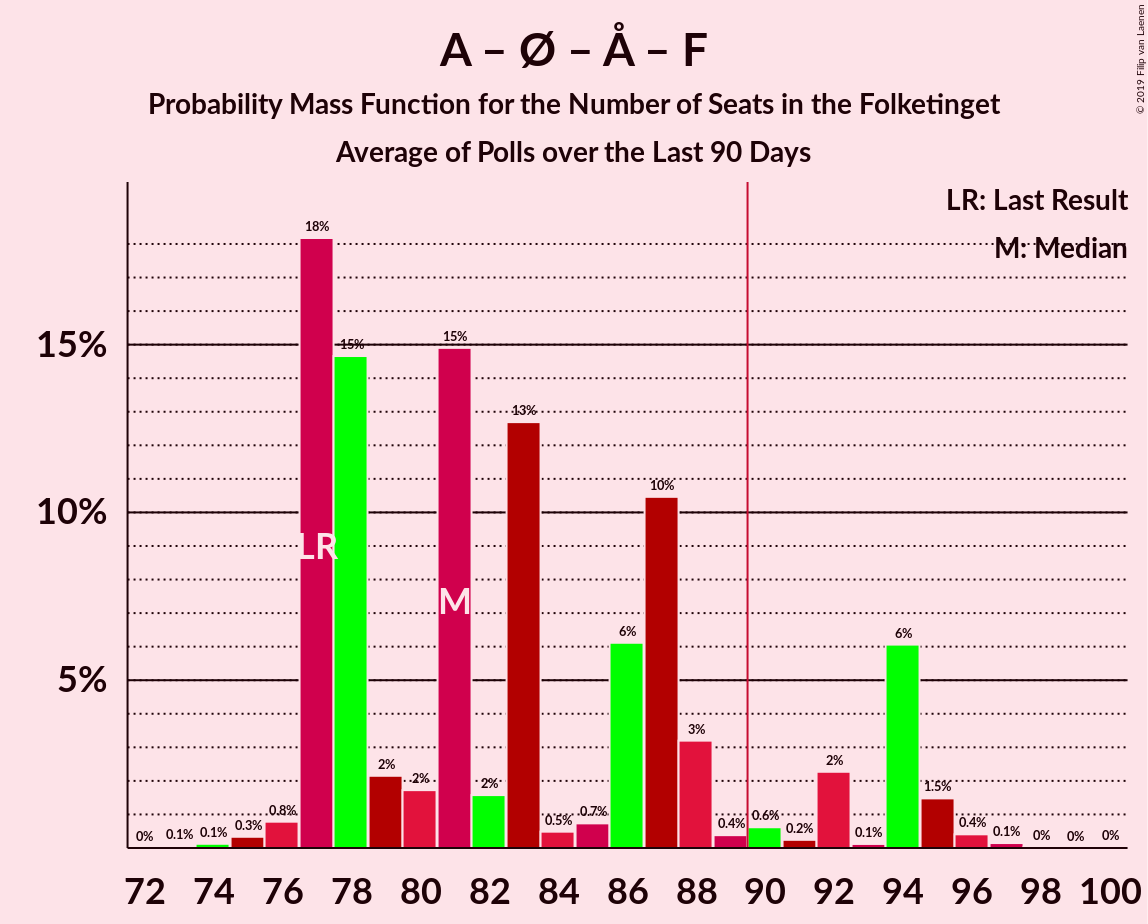 © 2019 Filip van Laenen
A – Ø – Å – F
Probability Mass Function for the Number of Seats in the Folketinget
Average of Polls over the Last 90 Days
LR: Last Result
M: Median
15%
10%
5%
0% 0.1% 0.1% 0.3% 0.8% 18% 15% 2% 2% 15% 2% 13% 0.5% 0.7% 6% 10% 3% 0.4% 0.6% 0.2% 2% 0.1% 6% 1.5% 0.4% 0.1% 0% 0% 0%
LR
M
72 74 76 78 80 82 84 86 88 90 92 94 96 98 100